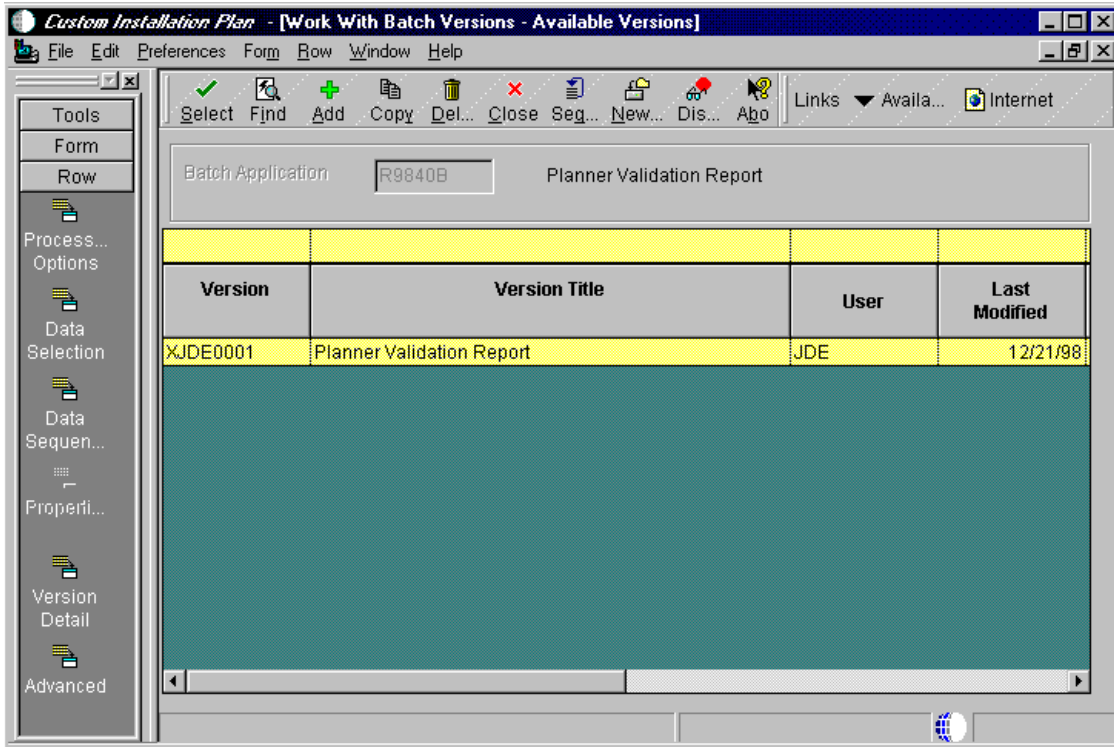 Custom Installation Plan - [Work With Batch Versions - Available Versions]
File Edit Preferences Form Row Window Help
Select Find Add Copy Del... Close Seq... New... Dis... Abo Links Availa... Internet
Tools
Form
Row
Process...
Options
Data
Selection
Data
Sequen...
Properti...
Version
Detail
Advanced
Batch Application R9840B Planner Validation Report
Version Version Title User Last Modified
XJDE0001 Planner Validation Report JDE 12/21/98